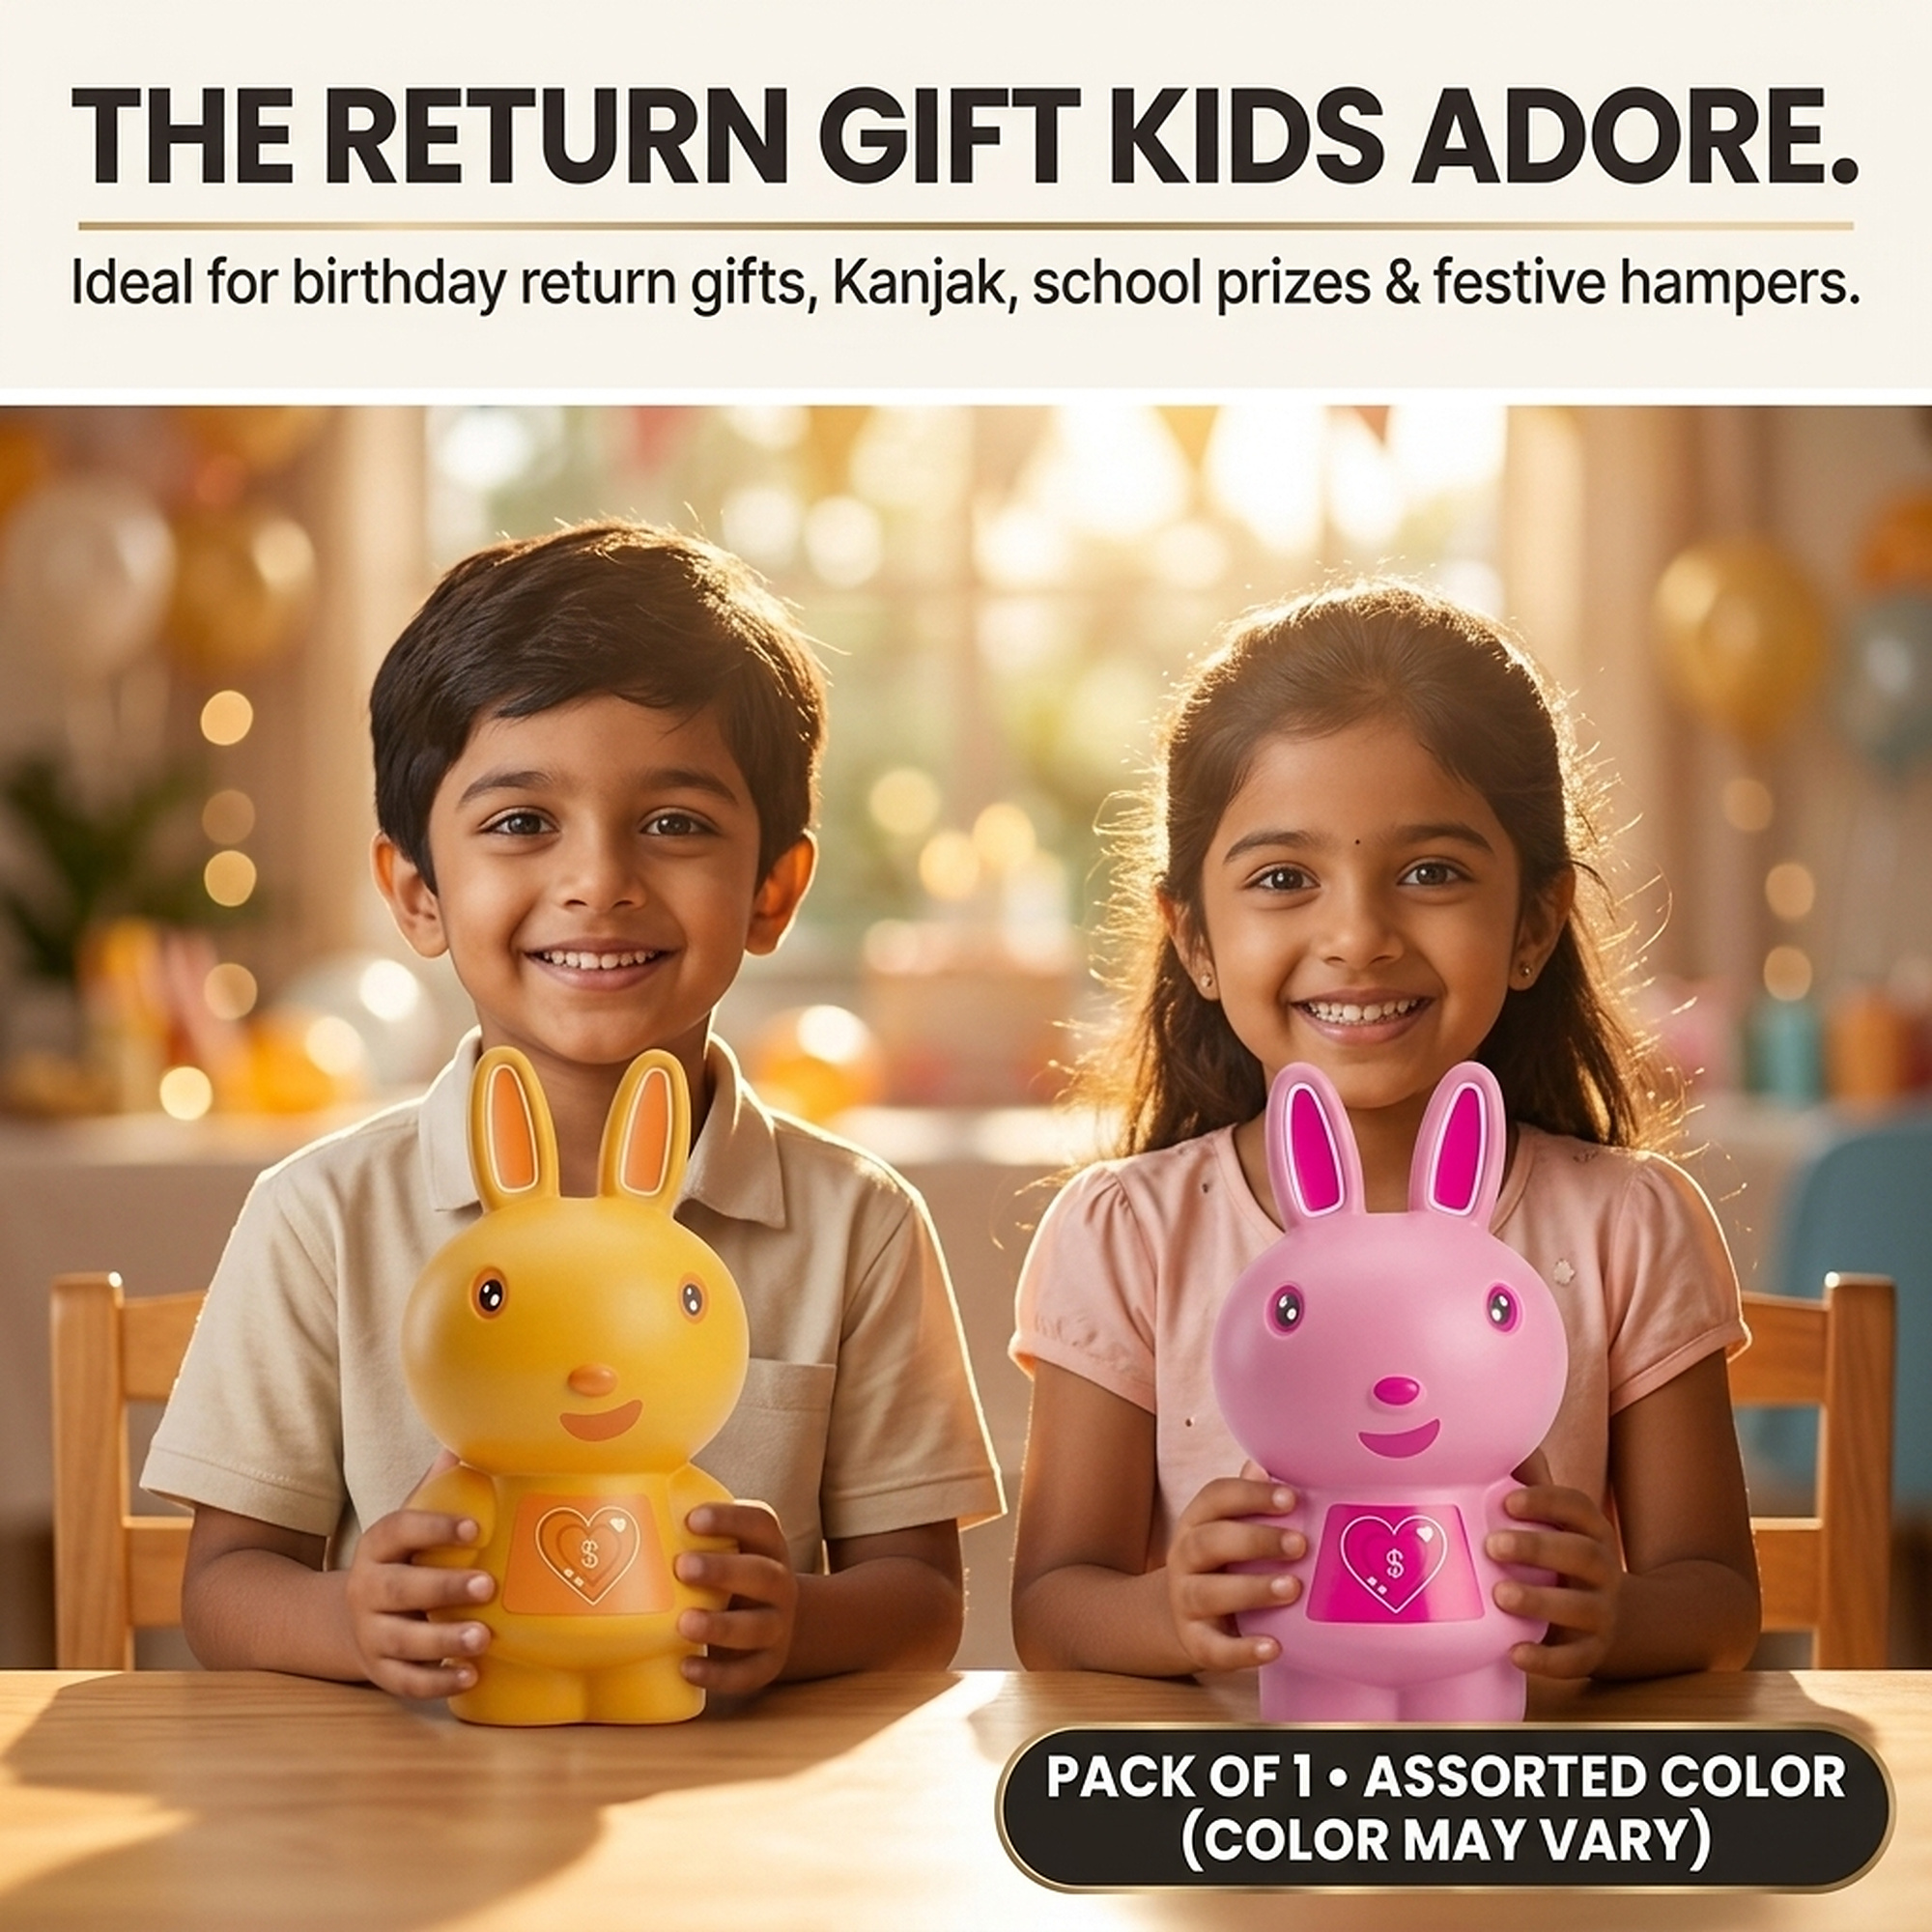 THE RETURN GIFT KIDS ADORE.
Ideal for birthday return gifts, Kanjak, school prizes & festive hampers.
$
$
PACK OF 1 • ASSORTED COLOR
(COLOR MAY VARY)